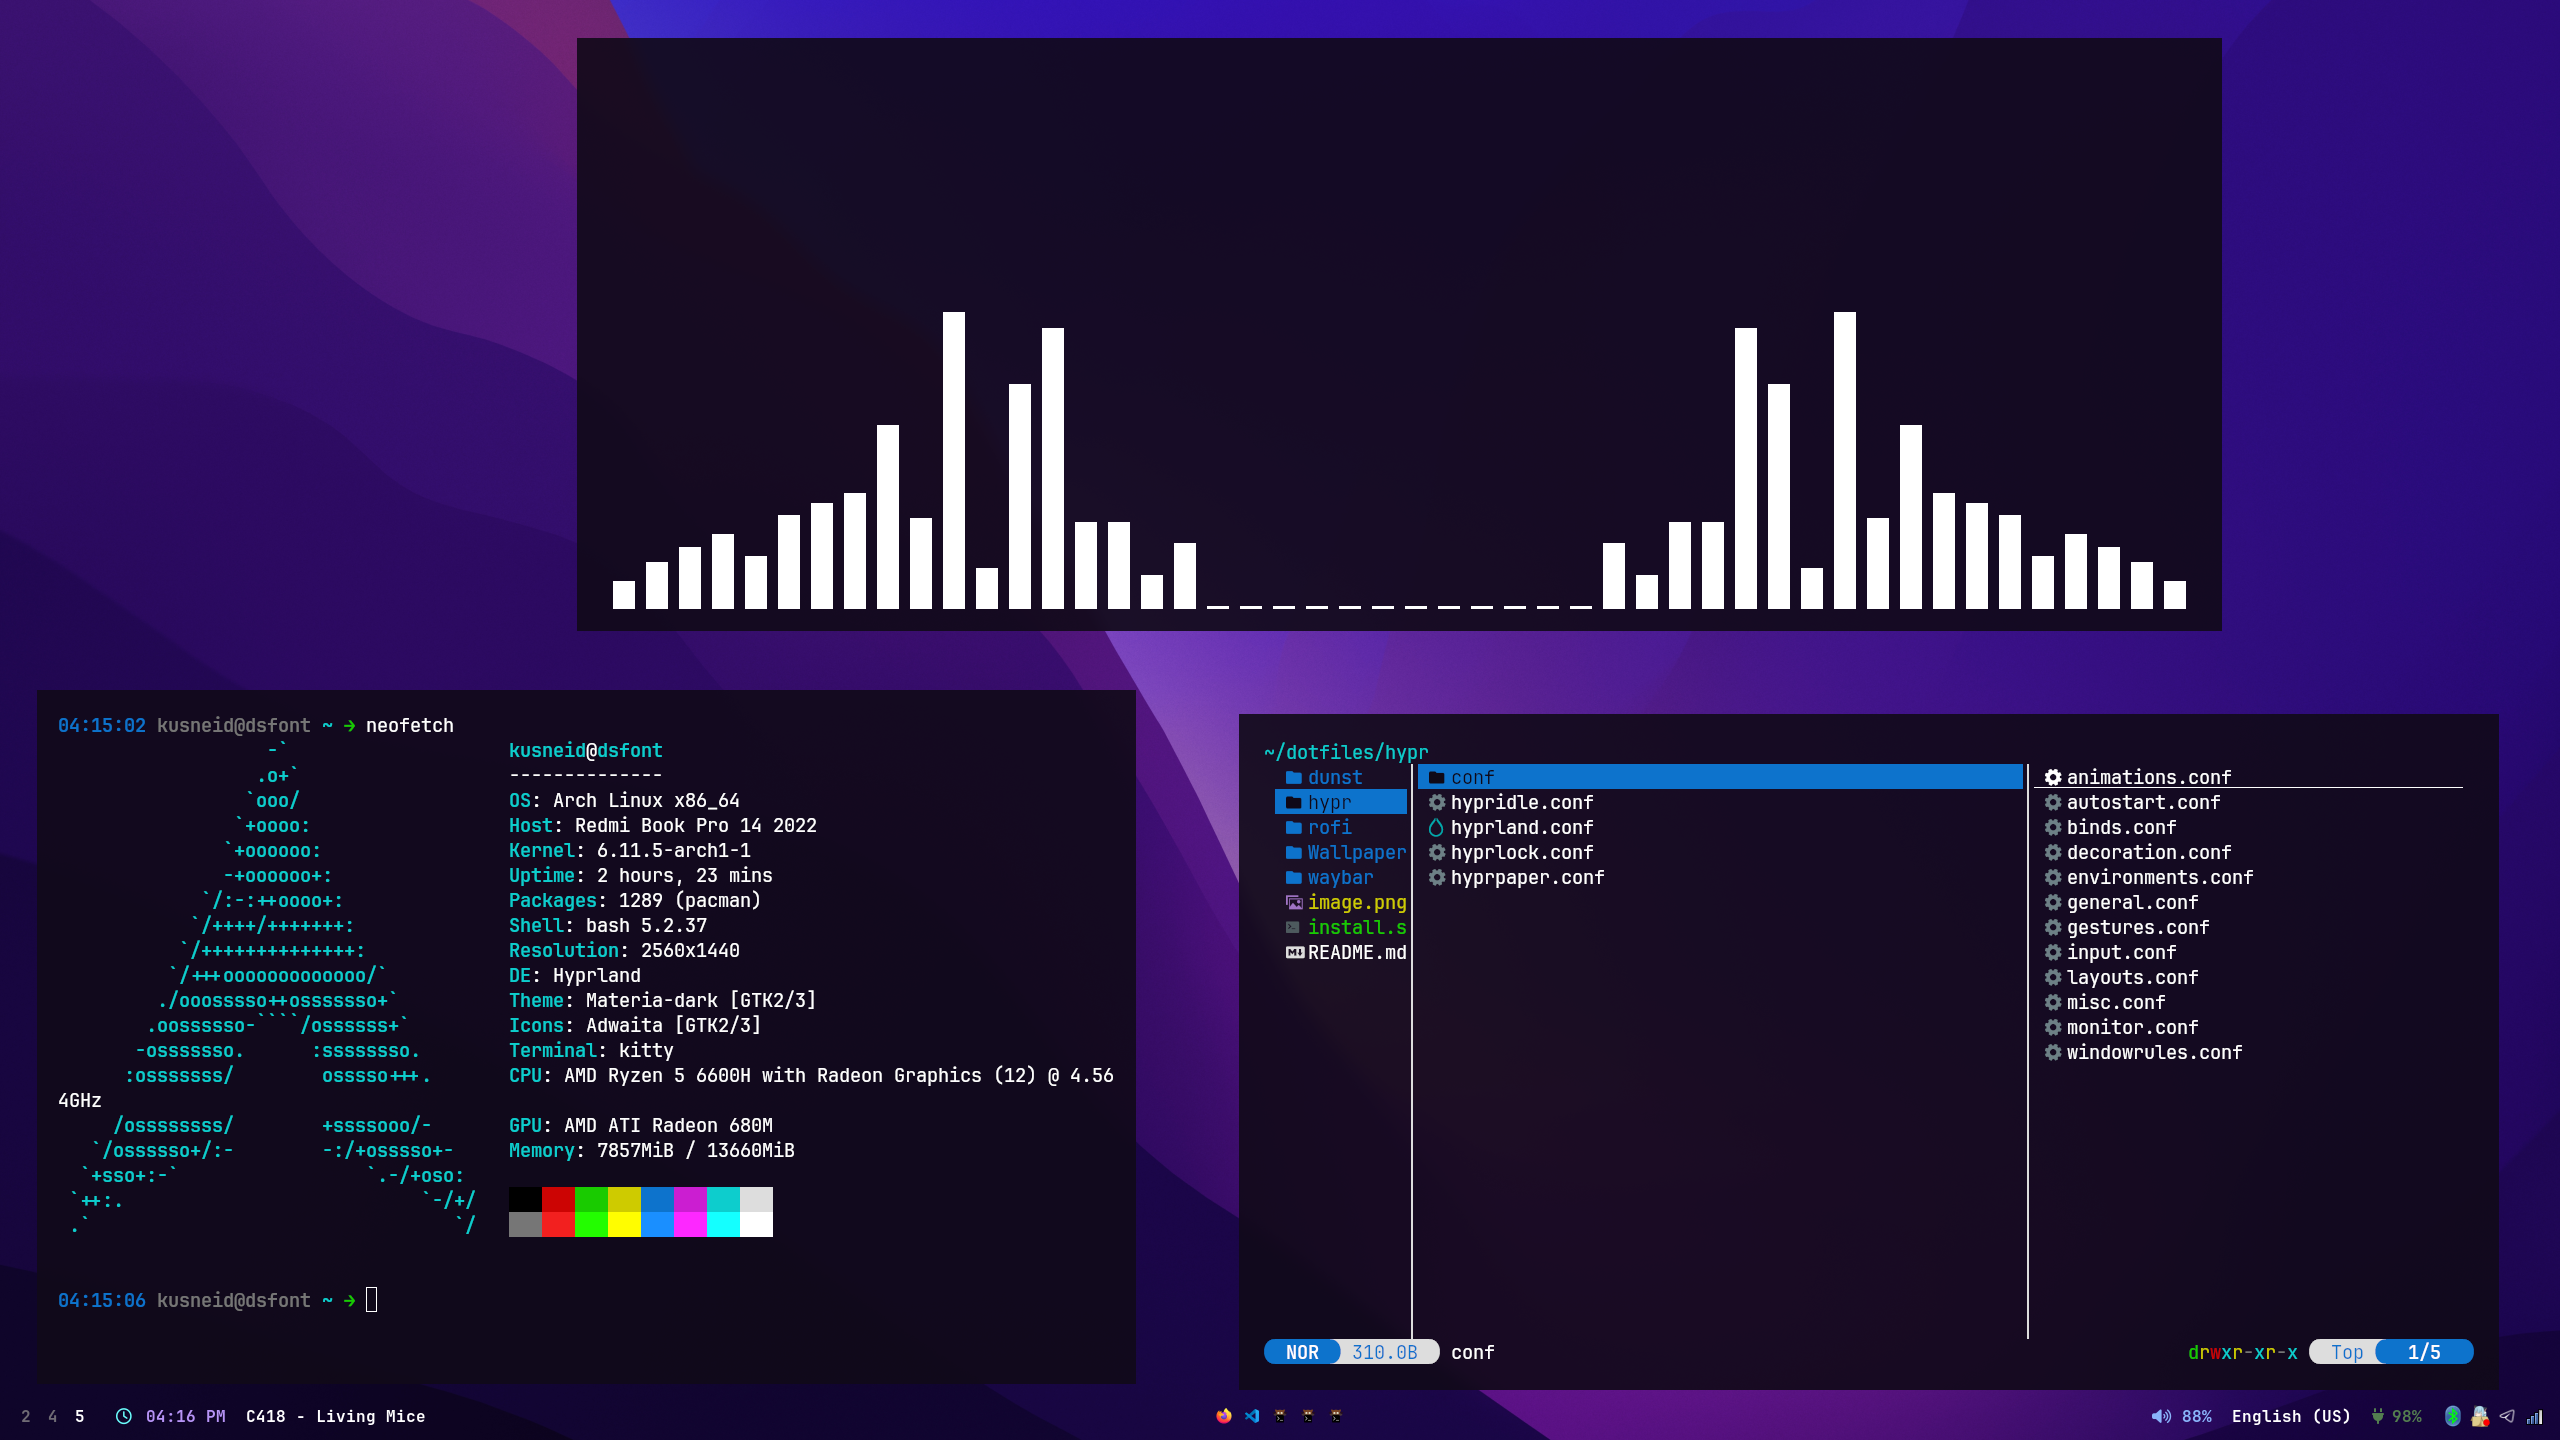 04:15:02 kusneid@dsfont ~ → neofetch
-`
.o+`
`ooo/
`+oooo:
`+oooooo:
-+oooooo+:
`/:-:++oooo+:
`/++++/+++++++:
`/++++++++++++++:
`/+++ooooooooooooo/`
./ooosssso++osssssso+`
.oossssso-````/ossssss+`
-osssssso. :ssssssso.
:osssssss/ osssso+++.
/ossssssss/ +ssssooo/-
`/ossssso+/:- -:/+osssso+-
`+sso+:-` `.-/+oso:
`++:. `-/+/
.` `/
kusneid@dsfont
--------------
OS: Arch Linux x86_64
Host: Redmi Book Pro 14 2022
Kernel: 6.11.5-arch1-1
Uptime: 2 hours, 23 mins
Packages: 1289 (pacman)
Shell: bash 5.2.37
Resolution: 2560x1440
DE: Hyprland
Theme: Materia-dark [GTK2/3]
Icons: Adwaita [GTK2/3]
Terminal: kitty
CPU: AMD Ryzen 5 6600H with Radeon Graphics (12) @ 4.56
4GHz
GPU: AMD ATI Radeon 680M
Memory: 7857MiB / 13660MiB
04:15:06 kusneid@dsfont ~ →
~/dotfiles/hypr
dunst
hypr
rofi
Wallpaper
waybar
image.png
install.s
README.md
conf
hypridle.conf
hyprland.conf
hyprlock.conf
hyprpaper.conf
animations.conf
autostart.conf
binds.conf
decoration.conf
environments.conf
general.conf
gestures.conf
input.conf
layouts.conf
misc.conf
monitor.conf
windowrules.conf
NOR 310.0B conf
drwxr-xr-x Top 1/5
2 4 5 04:16 PM C418 - Living Mice
88% English (US) 98%